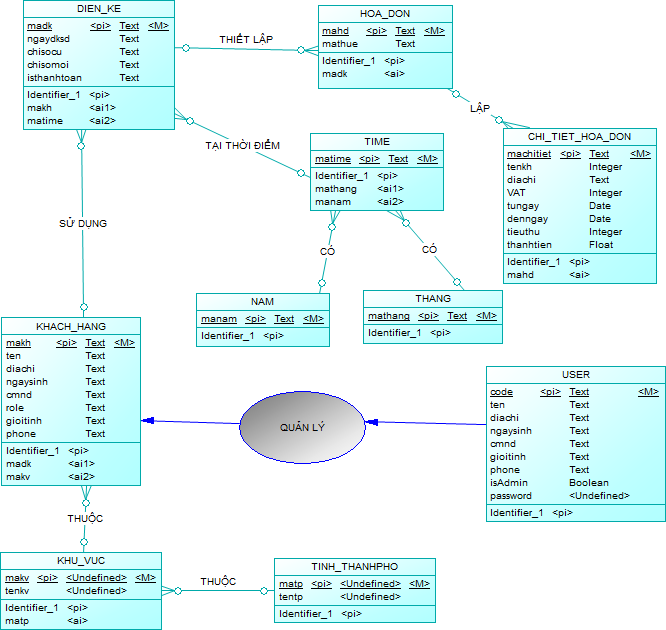 DIEN_KE
madk <pi> Text <M>
ngaydksd Text
chisocu Text
chisomoi Text
isthanhtoan Text
Identifier_1 <pi>
makh <ai1>
matime <ai2>
THIẾT LẬP
HOA_DON
mahd <pi> Text <M>
mathue Text
Identifier_1 <pi>
madk <ai>
LẬP
TẠI THỜI ĐIỂM
TIME
matime <pi> Text <M>
Identifier_1 <pi>
mathang <ai1>
manam <ai2>
CHI_TIET_HOA_DON
machitiet <pi> Text <M>
tenkh Integer
diachi Text
VAT Integer
tungay Date
denngay Date
tieuthu Integer
thanhtien Float
Identifier_1 <pi>
mahd <ai>
SỬ DỤNG
CÓ
CÓ
NAM
manam <pi> Text <M>
Identifier_1 <pi>
THANG
mathang <pi> Text <M>
Identifier_1 <pi>
KHACH_HANG
makh <pi> Text <M>
ten Text
diachi Text
ngaysinh Text
cmnd Text
role Text
gioitinh Text
phone Text
Identifier_1 <pi>
madk <ai1>
makv <ai2>
QUẢN LÝ
USER
code <pi> Text <M>
ten Text
diachi Text
ngaysinh Text
cmnd Text
gioitinh Text
phone Text
isAdmin Boolean
password <Undefined>
Identifier_1 <pi>
THUỘC
KHU_VUC
makv <pi> <Undefined> <M>
tenkv <Undefined>
Identifier_1 <pi>
matp <ai>
THUỘC
TINH_THANHPHO
matp <pi> <Undefined> <M>
tentp <Undefined>
Identifier_1 <pi>